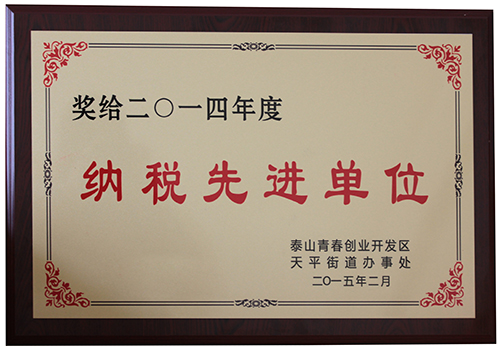 奖给二〇一四年度
纳税先进单位
泰山青春创业开发区
天平街道办事处
二〇一五年二月